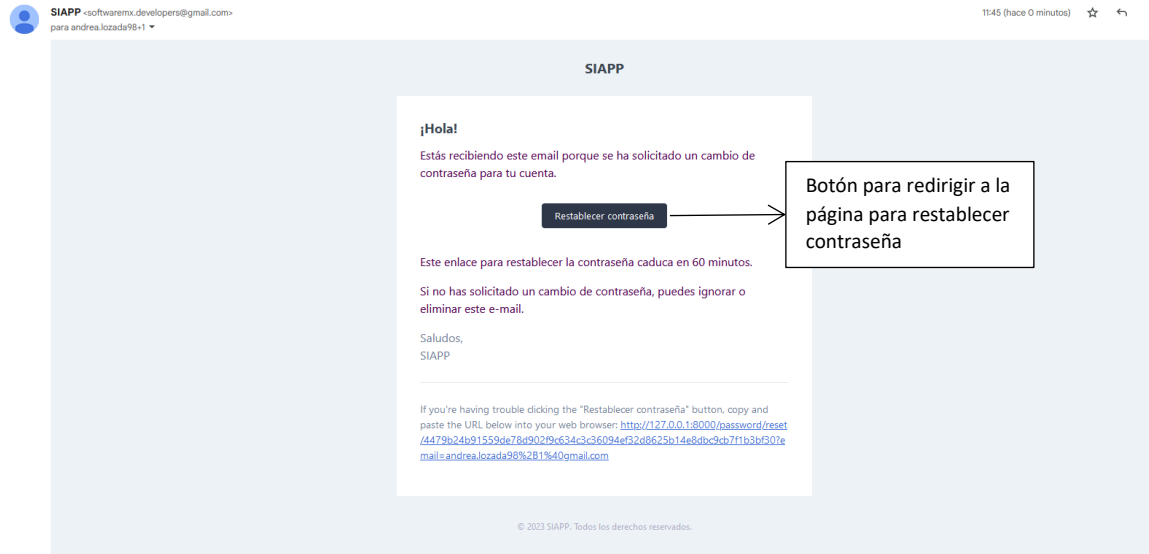 SIAPP <softwaremx.developers@gmail.com>
11:45 (hace 0 minutos)
para andrea.lozada98+1
SIAPP
¡Hola!
Estás recibiendo este email porque se ha solicitado un cambio de
contraseña para tu cuenta.
Restablecer contraseña
Botón para redirigir a la
página para restablecer
contraseña
Este enlace para restablecer la contraseña caduca en 60 minutos.
Si no has solicitado un cambio de contraseña, puedes ignorar o
eliminar este e-mail.
Saludos,
SIAPP
If you're having trouble clicking the "Restablecer contraseña" button, copy and
paste the URL below into your web browser: http://127.0.0.1:8000/password/reset
/4479b24b91559de78d902f9c634c3c36094ef32d8625b14e8dbc9cb7f1b3bf30?e
mail=andrea.lozada98%2B1%40gmail.com
© 2023 SIAPP. Todos los derechos reservados.